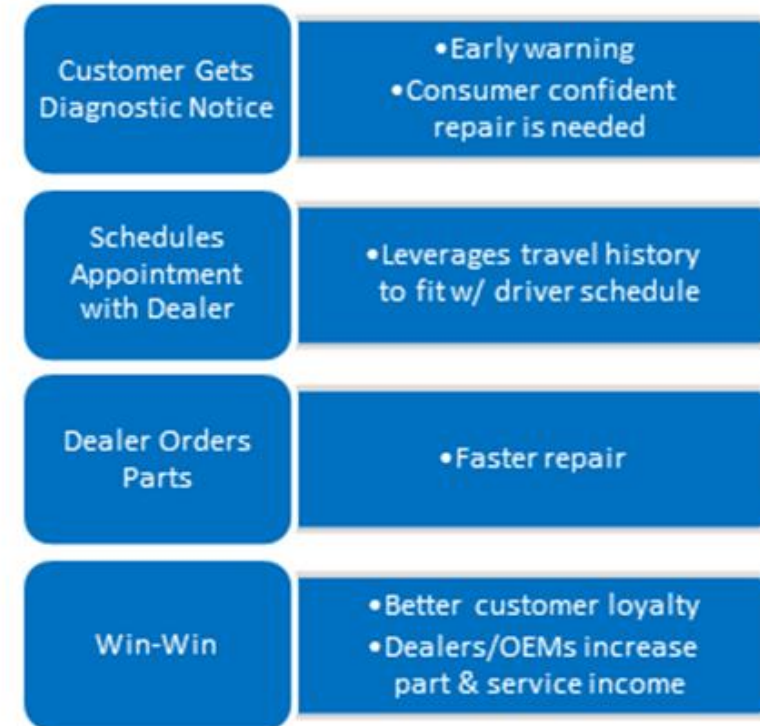 Customer Gets
Diagnostic Notice
•Early warning
•Consumer confident
repair is needed
Schedules
Appointment
with Dealer
•Leverages travel history
to fit w/ driver schedule
Dealer Orders
Parts
•Faster repair
Win-Win
•Better customer loyalty
•Dealers/OEMs increase
part & service income